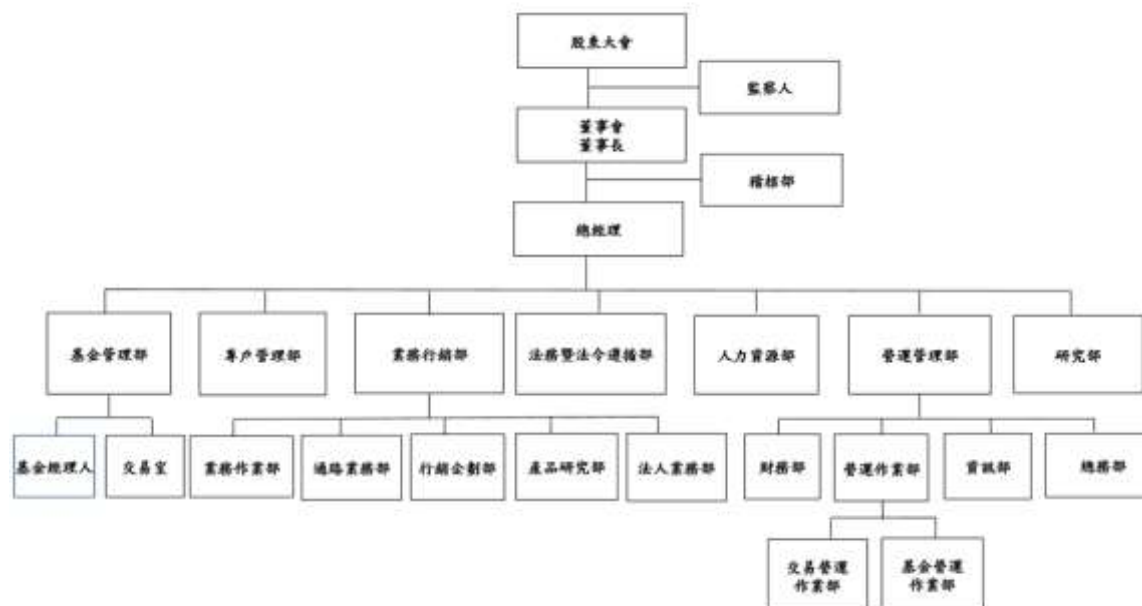 股東大會
監察人
董事會
董事長
稽核部
總經理
基金管理部
專戶管理部
業務行銷部
法務暨法令遵循部
人力資源部
營運管理部
研究部
基金經理人
交易室
業務作業部
通路業務部
行銷企劃部
產品研究部
法人業務部
財務部
營運作業部
資訊部
總務部
交易營運
作業部
基金營運
作業部